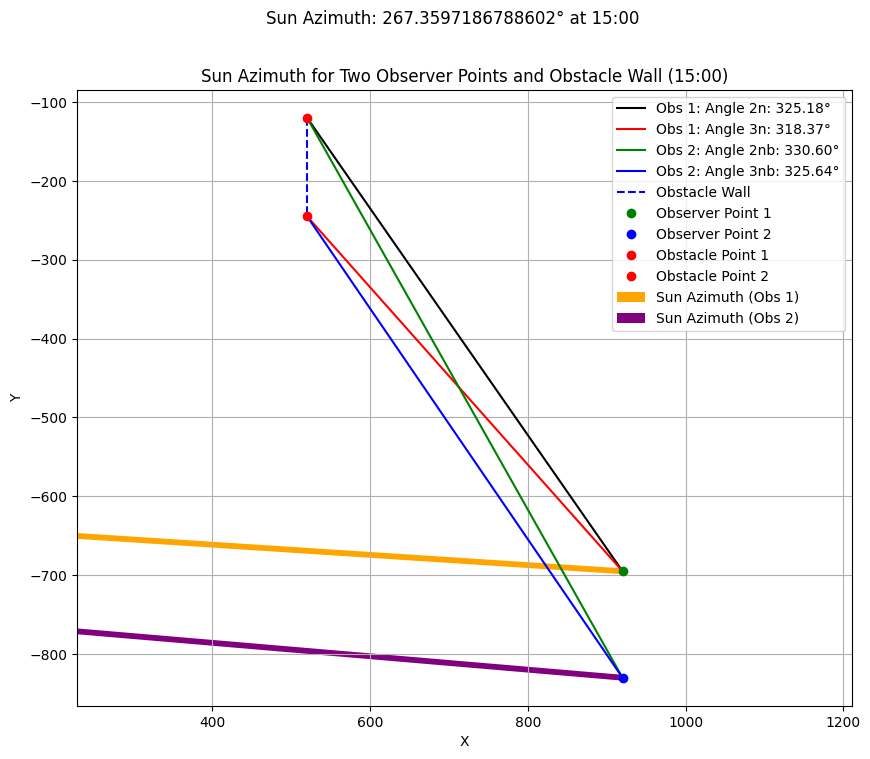 Sun Azimuth: 267.3597186788602° at 15:00
Sun Azimuth for Two Observer Points and Obstacle Wall (15:00)
Obs 1: Angle 2n: 325.18°
Obs 1: Angle 3n: 318.37°
Obs 2: Angle 2nb: 330.60°
Obs 2: Angle 3nb: 325.64°
Obstacle Wall
Observer Point 1
Observer Point 2
Obstacle Point 1
Obstacle Point 2
Sun Azimuth (Obs 1)
Sun Azimuth (Obs 2)
Y
−100
−200
−300
−400
−500
−600
−700
−800
400 600 800 1000 1200
X